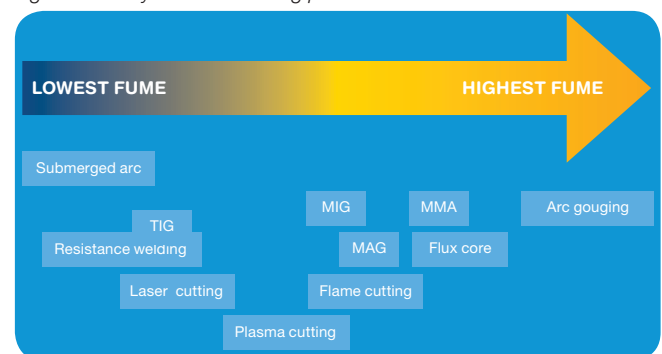 LOWEST FUME HIGHEST FUME
Submerged arc
MIG MMA Arc gouging
TIG
Resistance welding MAG Flux core
Laser cutting Flame cutting
Plasma cutting